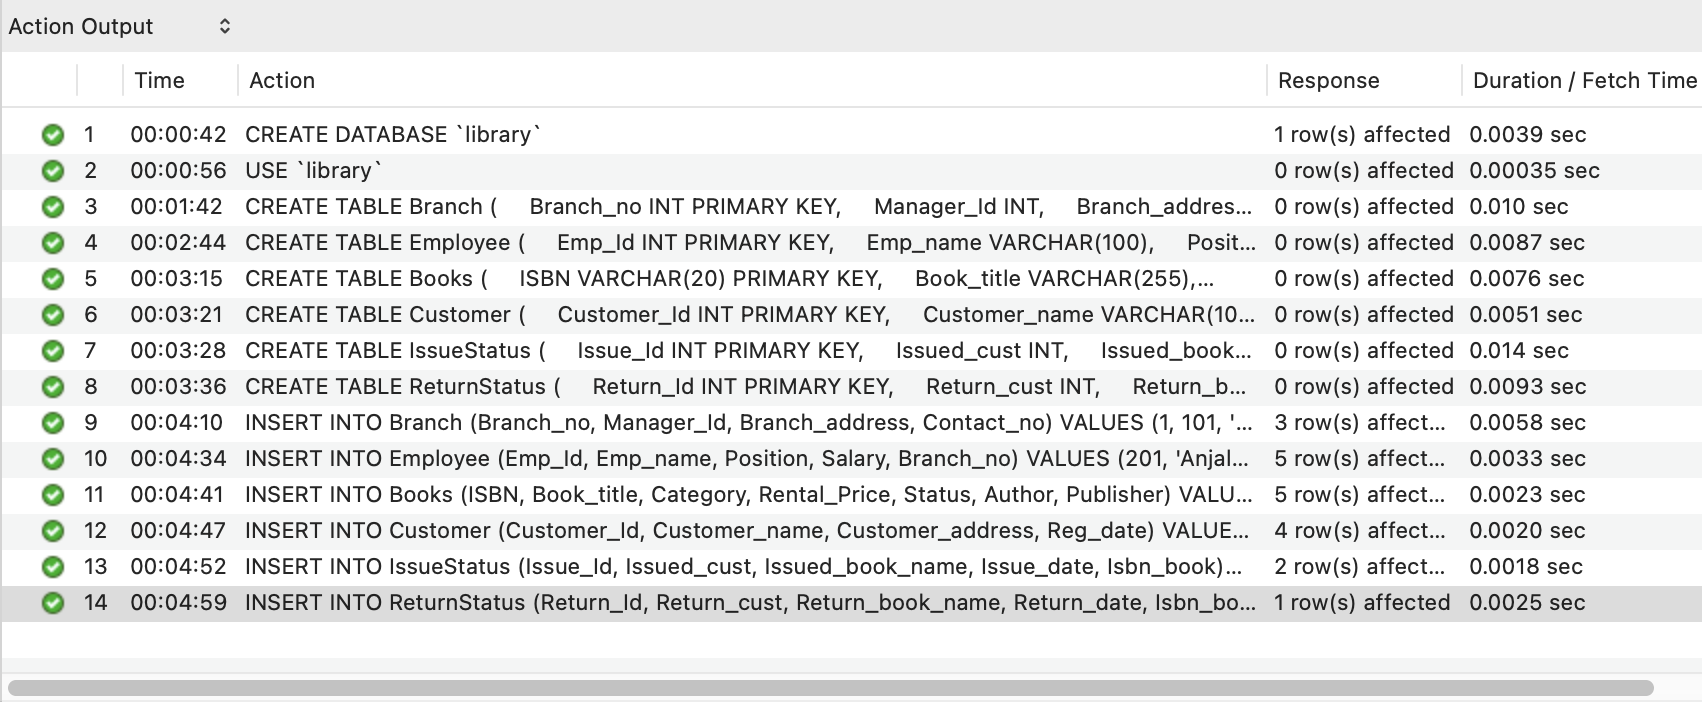 Action Output
Time Action Response Duration / Fetch Time
1 00:00:42 CREATE DATABASE `library` 1 row(s) affected 0.0039 sec
2 00:00:56 USE `library` 0 row(s) affected 0.00035 sec
3 00:01:42 CREATE TABLE Branch ( Branch_no INT PRIMARY KEY, Manager_Id INT, Branch_addres... 0 row(s) affected 0.010 sec
4 00:02:44 CREATE TABLE Employee ( Emp_Id INT PRIMARY KEY, Emp_name VARCHAR(100), Posit... 0 row(s) affected 0.0087 sec
5 00:03:15 CREATE TABLE Books ( ISBN VARCHAR(20) PRIMARY KEY, Book_title VARCHAR(255),... 0 row(s) affected 0.0076 sec
6 00:03:21 CREATE TABLE Customer ( Customer_Id INT PRIMARY KEY, Customer_name VARCHAR(10... 0 row(s) affected 0.0051 sec
7 00:03:28 CREATE TABLE IssueStatus ( Issue_Id INT PRIMARY KEY, Issued_cust INT, Issued_book... 0 row(s) affected 0.014 sec
8 00:03:36 CREATE TABLE ReturnStatus ( Return_Id INT PRIMARY KEY, Return_cust INT, Return_b... 0 row(s) affected 0.0093 sec
9 00:04:10 INSERT INTO Branch (Branch_no, Manager_Id, Branch_address, Contact_no) VALUES (1, 101, '... 3 row(s) affect... 0.0058 sec
10 00:04:34 INSERT INTO Employee (Emp_Id, Emp_name, Position, Salary, Branch_no) VALUES (201, 'Anjal... 5 row(s) affect... 0.0033 sec
11 00:04:41 INSERT INTO Books (ISBN, Book_title, Category, Rental_Price, Status, Author, Publisher) VALU... 5 row(s) affect... 0.0023 sec
12 00:04:47 INSERT INTO Customer (Customer_Id, Customer_name, Customer_address, Reg_date) VALUE... 4 row(s) affect... 0.0020 sec
13 00:04:52 INSERT INTO IssueStatus (Issue_Id, Issued_cust, Issued_book_name, Issue_date, Isbn_book)... 2 row(s) affect... 0.0018 sec
14 00:04:59 INSERT INTO ReturnStatus (Return_Id, Return_cust, Return_book_name, Return_date, Isbn_bo... 1 row(s) affected 0.0025 sec